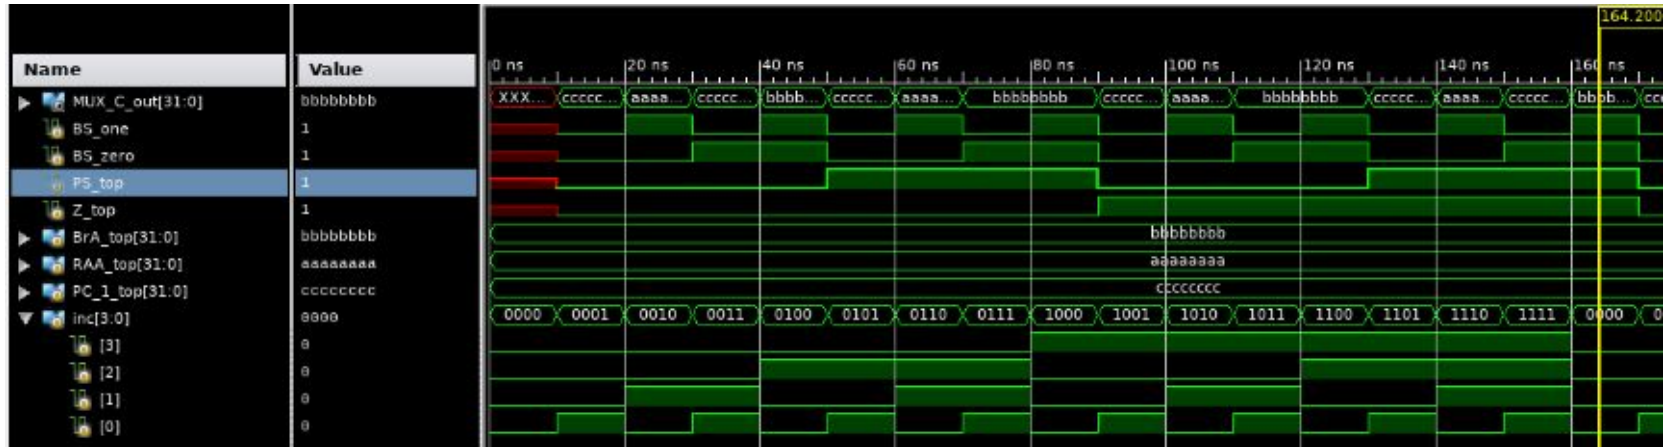 164.200
Name Value 0 ns 20 ns 40 ns 60 ns 80 ns 100 ns 120 ns 140 ns 160 ns
MUX_C_out[31:0] bbbbbbbb XXX... ccccc... aaaa... ccccc... bbbb... ccccc... aaaa... bbbbbbbb ccccc... aaaa... bbbbbbbb ccccc... aaaa... ccccc... bbbb... ccc
BS_one 1
BS_zero 1
PS_top 1
Z_top 1
BrA_top[31:0] bbbbbbbb bbbbbbbb
RAA_top[31:0] aaaaaaaa aaaaaaaa
PC_1_top[31:0] cccccccc cccccccc
inc[3:0] 0000 0000 0001 0010 0011 0100 0101 0110 0111 1000 1001 1010 1011 1100 1101 1110 1111 0000 0
[3] 0
[2] 0
[1] 0
[0] 0